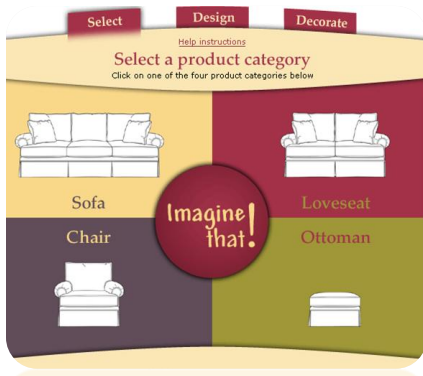 Select
Design
Decorate
Help instructions
Select a product category
Click on one of the four product categories below
Sofa
Loveseat
Imagine
that!
Chair
Ottoman